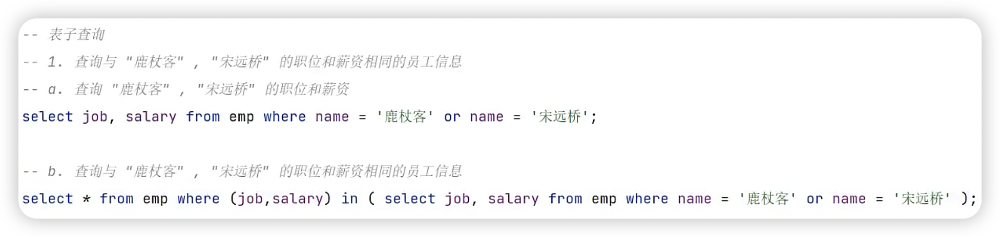 -- 表子查询
-- 1. 查询与 "鹿杖客" , "宋远桥" 的职位和薪资相同的员工信息
-- a. 查询 "鹿杖客" , "宋远桥" 的职位和薪资
select job, salary from emp where name = '鹿杖客' or name = '宋远桥';
-- b. 查询与 "鹿杖客" , "宋远桥" 的职位和薪资相同的员工信息
select * from emp where (job,salary) in ( select job, salary from emp where name = '鹿杖客' or name = '宋远桥' );